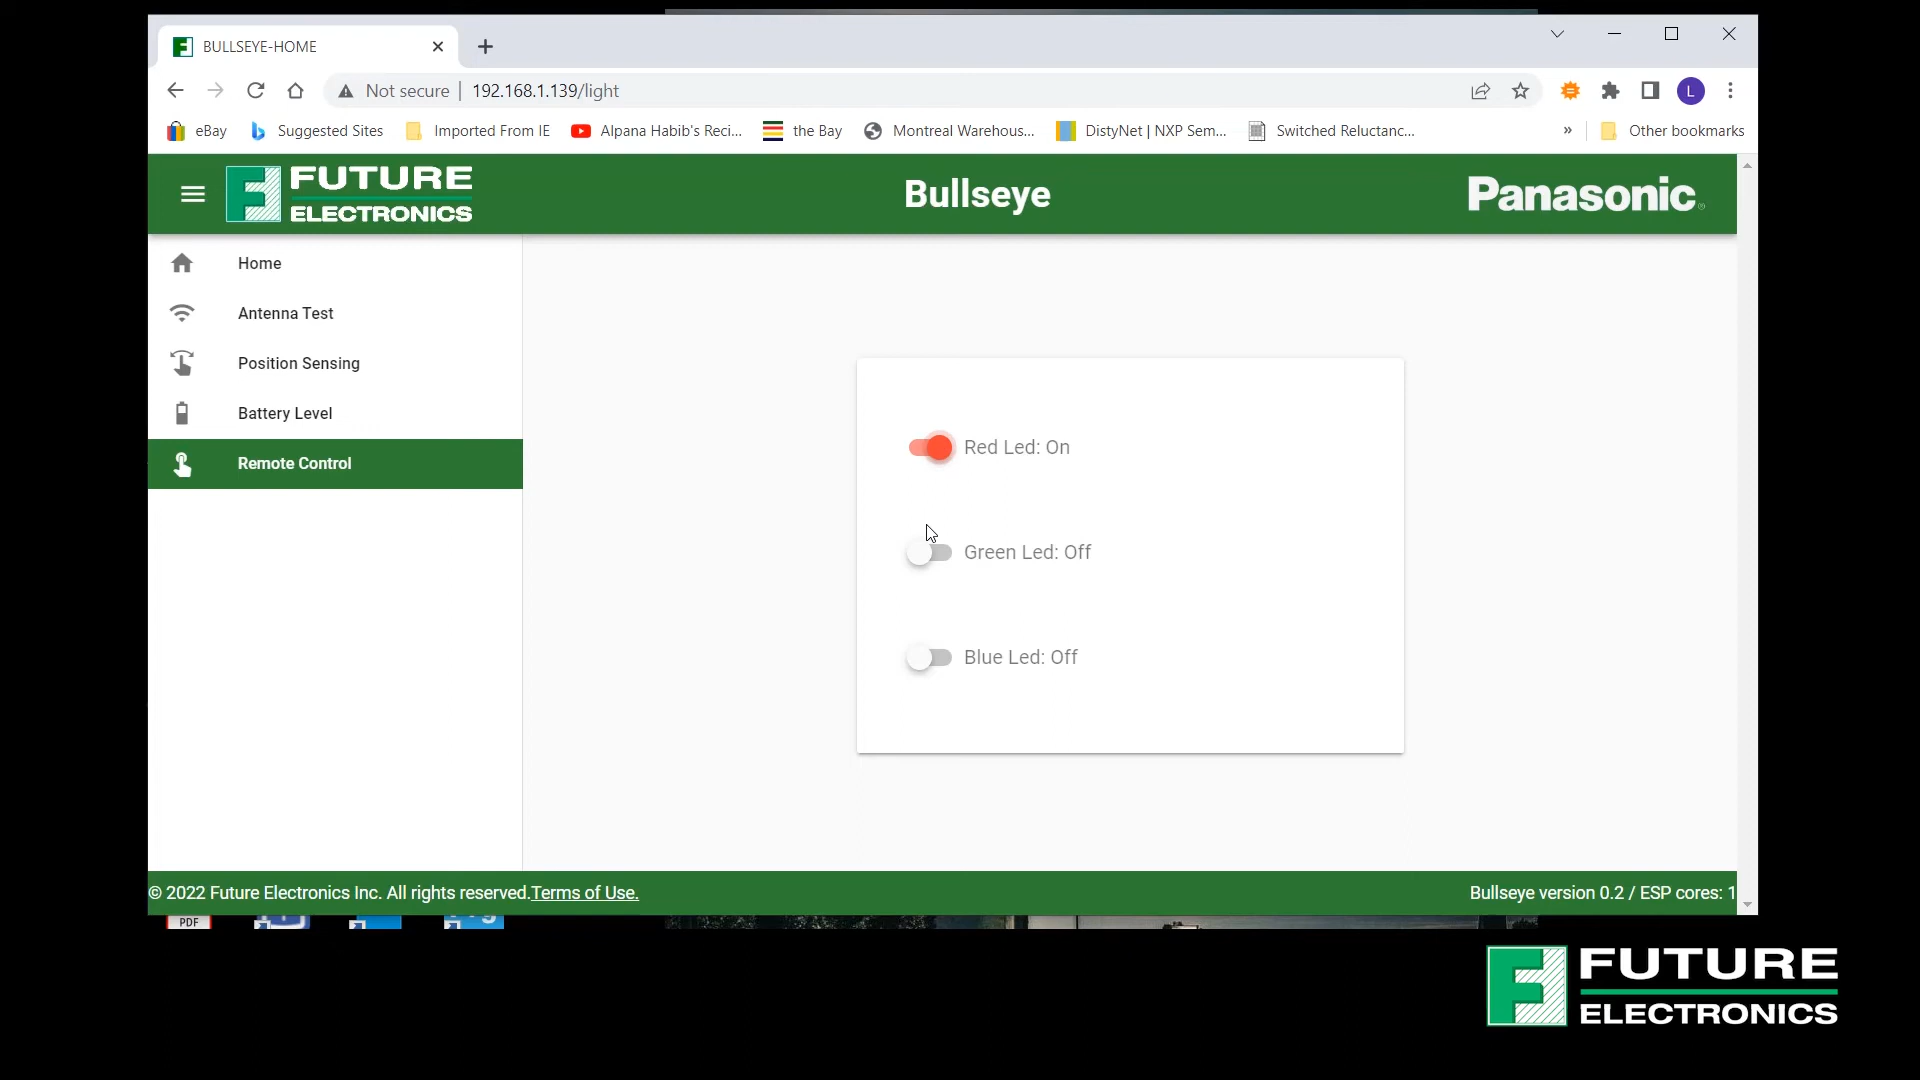 BULLSEYE-HOME
Not secure
192.168.1.139/light
L
eBay
Suggested Sites
Imported From IE
Alpana Habib's Reci...
the Bay
Montreal Warehous...
DistyNet | NXP Sem...
Switched Reluctanc...
»
Other bookmarks
FUTURE
ELECTRONICS
Bullseye
Panasonic
Home
Antenna Test
Position Sensing
Battery Level
Remote Control
Red Led: On
Green Led: Off
Blue Led: Off
© 2022 Future Electronics Inc. All rights reserved.Terms of Use.
Bullseye version 0.2 / ESP cores: 1
PDF
FUTURE
ELECTRONICS